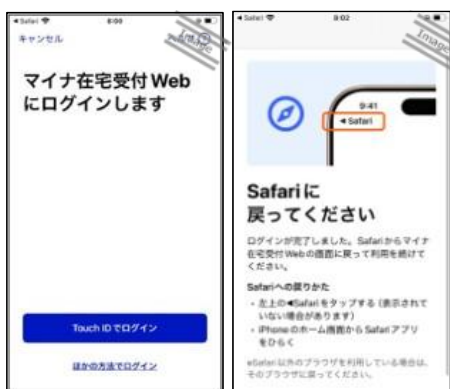 ◀Safari
キャンセル
Image
マイナ在宅受付Web
にログインします
Touch IDでログイン
ほかの方法でログイン
◀Safari 9:02
Image
9:41
◀Safari
Safariに
戻ってください
ログインが完了しました。Safariからマイナ
在宅受付Webの画面に戻って利用を続けて
ください。
Safariへの戻りかた
・左上の◀Safariをタップする（表示されて
いない場合があります）
・iPhoneのホーム画面からSafariアプリ
をひらく
※Safari以外のブラウザを利用している場合は、
そのブラウザに戻ってください。